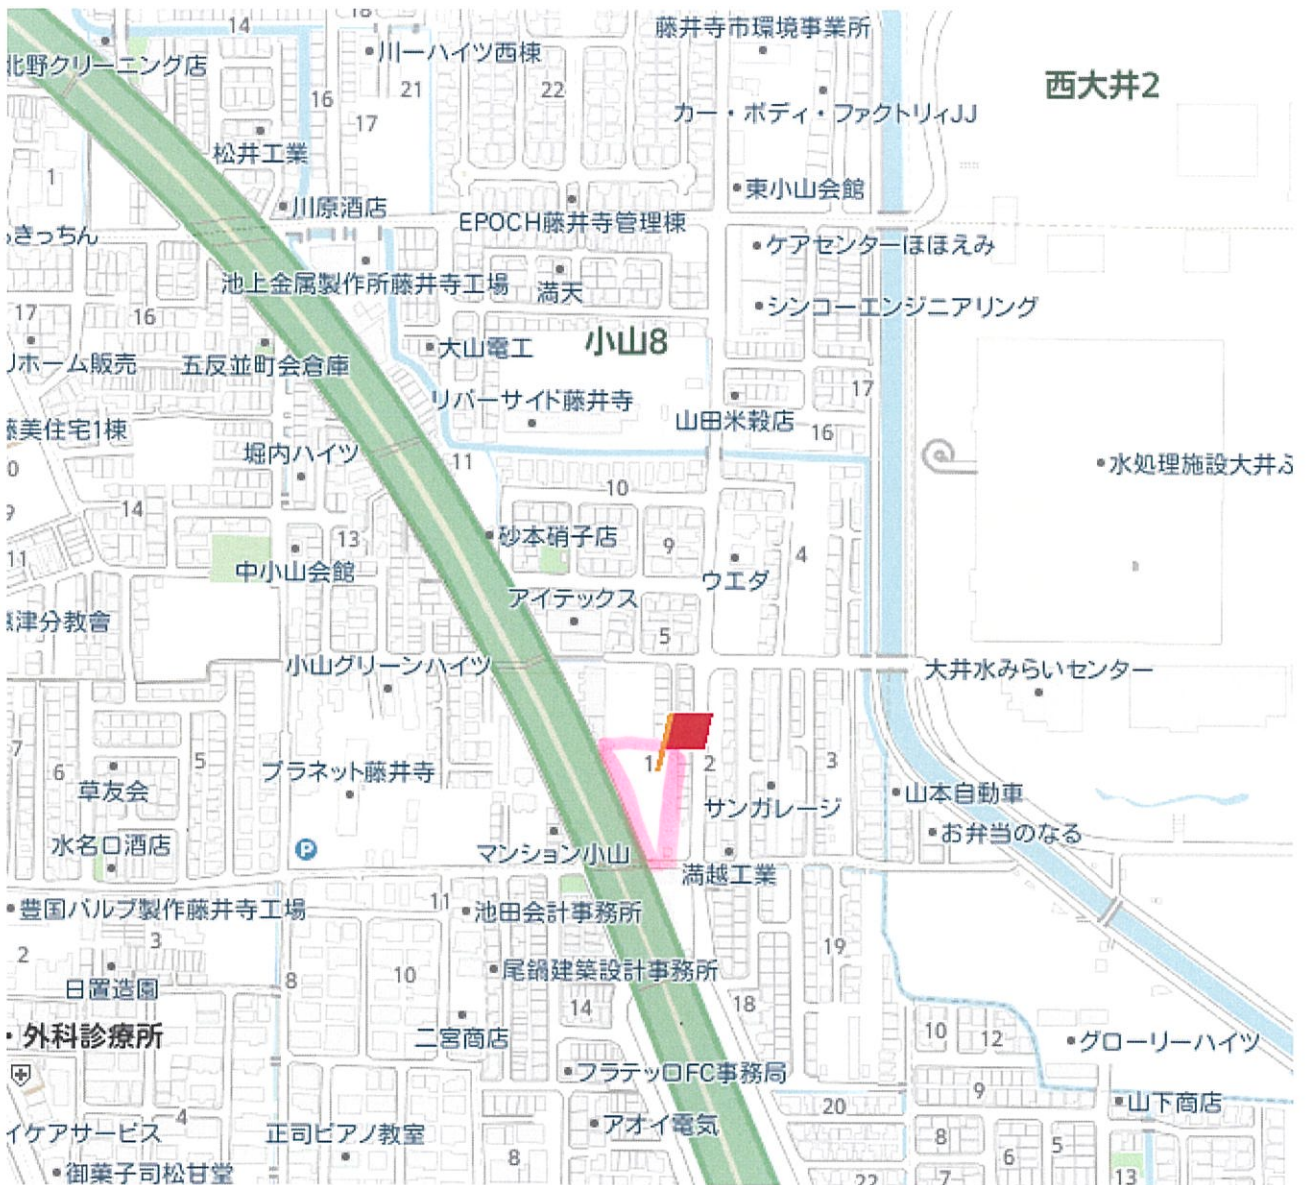 18
14
川一ハイツ西棟
藤井寺市環境事業所
北野クリーニング店
16
21
22
西大井2
カー・ボディ・ファクトリィJJ
17
松井工業
1
東小山会館
川原酒店
EPOCH藤井寺管理棟
きっちん
ケアセンターほほえみ
池上金属製作所藤井寺工場
満天
シンコーエンジニアリング
17
16
小山8
大山電工
ホーム販売
五反並町会倉庫
17
リバーサイド藤井寺
山田米穀店
美住宅1棟
16
堀内ハイツ
11
水処理施設大井ふ
0
10
9
14
砂本硝子店
13
9
4
11
中小山会館
ウエダ
アイテックス
津分教會
5
小山グリーンハイツ
大井水みらいセンター
7
5
1
2
3
6
プラネット藤井寺
草友会
サンガレージ
山本自動車
お弁当のなる
水名口酒店
P
マンション小山
満越工業
豊国バルブ製作藤井寺工場
11
池田会計事務所
2
3
19
尾鍋建築設計事務所
8
10
日置造園
14
18
外科診療所
二宮商店
10
12
グローリーハイツ
フラテッロFC事務局
9
山下商店
20
4
イケアサービス
正司ピアノ教室
アオイ電気
8
5
8
6
御菓子司松甘堂
22
7
13